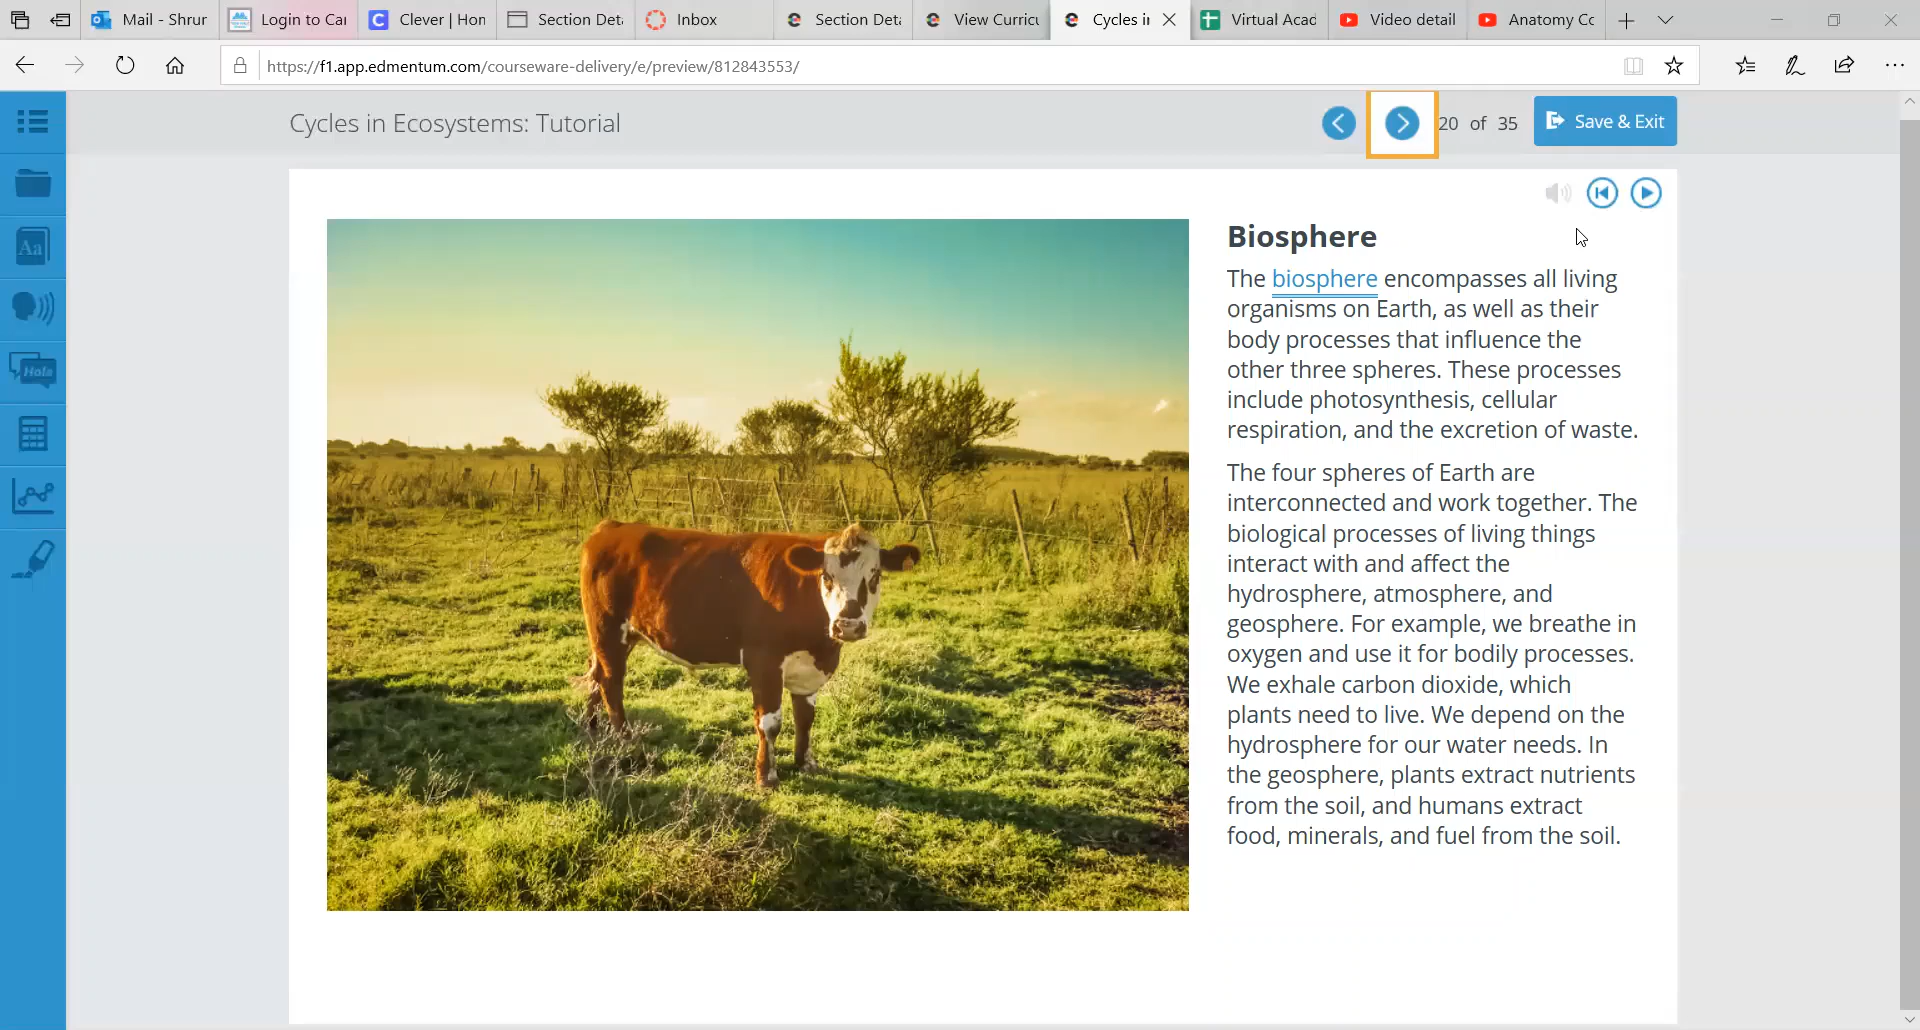 Mail - Shrur
Login to Car
Clever | Hon
Section Deta
Inbox
Section Deta
View Curricu
Cycles in
Virtual Acad
Video detail
Anatomy Co
https://f1.app.edmentum.com/courseware-delivery/e/preview/812843553/
Cycles in Ecosystems: Tutorial
20 of 35
Save & Exit
Aa
Hola
Biosphere
The biosphere encompasses all living
organisms on Earth, as well as their
body processes that influence the
other three spheres. These processes
include photosynthesis, cellular
respiration, and the excretion of waste.
The four spheres of Earth are
interconnected and work together. The
biological processes of living things
interact with and affect the
hydrosphere, atmosphere, and
geosphere. For example, we breathe in
oxygen and use it for bodily processes.
We exhale carbon dioxide, which
plants need to live. We depend on the
hydrosphere for our water needs. In
the geosphere, plants extract nutrients
from the soil, and humans extract
food, minerals, and fuel from the soil.